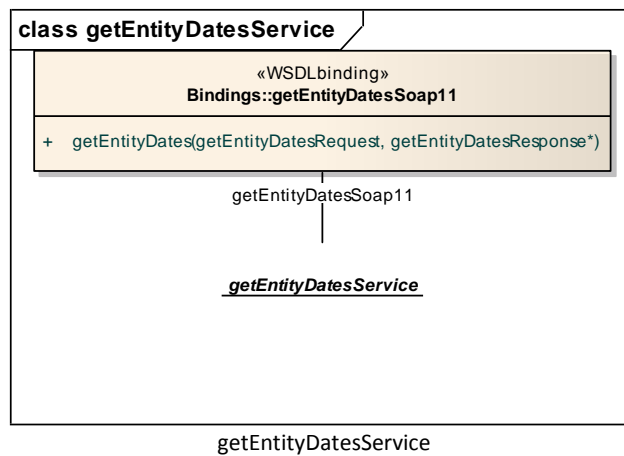 class getEntityDatesService
«WSDLbinding»
Bindings::getEntityDatesSoap11
+ getEntityDates(getEntityDatesRequest, getEntityDatesResponse*)
getEntityDatesSoap11
getEntityDatesService
getEntityDatesService